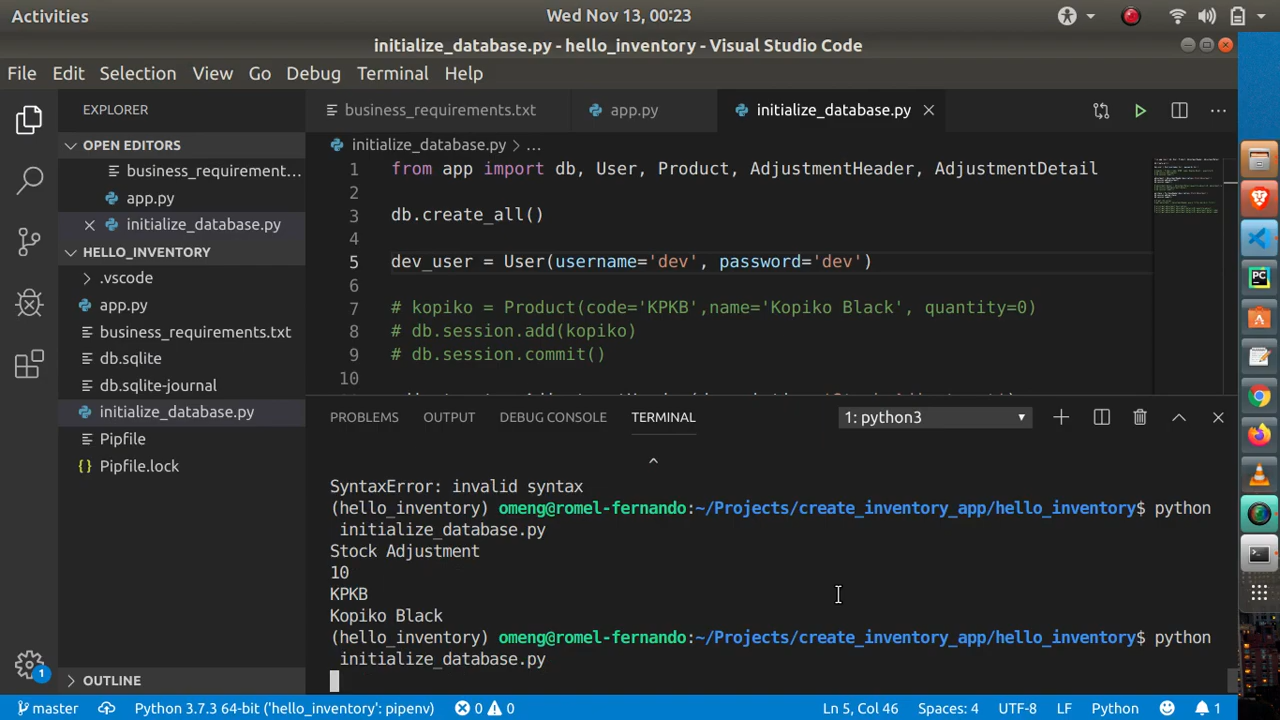 Activities
Wed Nov 13, 00:23
initialize_database.py - hello_inventory - Visual Studio Code
File Edit Selection View Go Debug Terminal Help
EXPLORER
business_requirements.txt
app.py
initialize_database.py
OPEN EDITORS
business_requirement...
app.py
initialize_database.py
HELLO_INVENTORY
.vscode
app.py
business_requirements.txt
db.sqlite
db.sqlite-journal
initialize_database.py
Pipfile
Pipfile.lock
OUTLINE
initialize_database.py > ...
1 from app import db, User, Product, AdjustmentHeader, AdjustmentDetail
2
3 db.create_all()
4
5 dev_user = User(username='dev', password='dev')
6
7 # kopiko = Product(code='KPKB',name='Kopiko Black', quantity=0)
8 # db.session.add(kopiko)
9 # db.session.commit()
10
PROBLEMS OUTPUT DEBUG CONSOLE TERMINAL
1: python3
^
SyntaxError: invalid syntax
(hello_inventory) omeng@romel-fernando:~/Projects/create_inventory_app/hello_inventory$ python
initialize_database.py
Stock Adjustment
10
KPKB
Kopiko Black
(hello_inventory) omeng@romel-fernando:~/Projects/create_inventory_app/hello_inventory$ python
initialize_database.py
1
master
Python 3.7.3 64-bit ('hello_inventory': pipenv)
0 0
Ln 5, Col 46
Spaces: 4
UTF-8
LF
Python
1